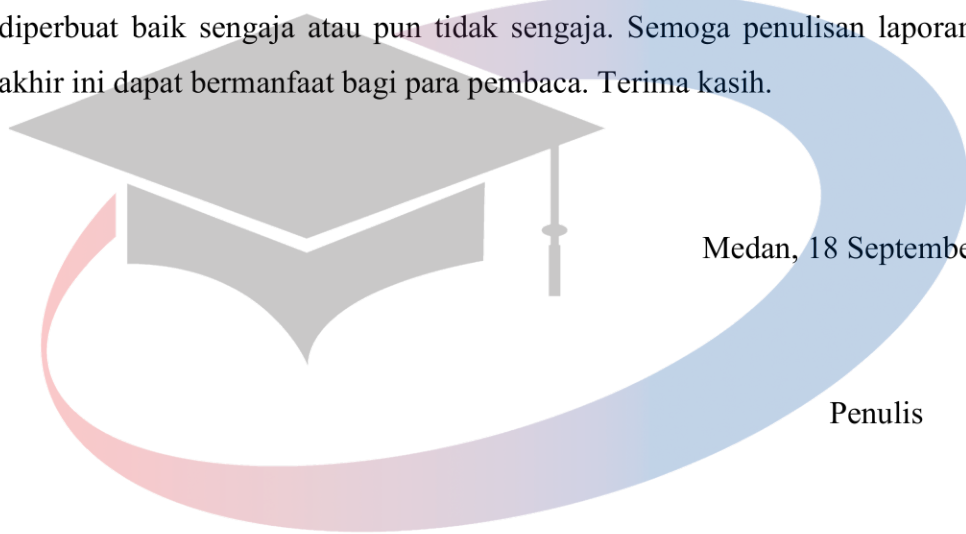 diperbuat baik sengaja atau pun tidak sengaja. Semoga penulisan laporan
akhir ini dapat bermanfaat bagi para pembaca. Terima kasih.
Medan, 18 Septembe
Penulis